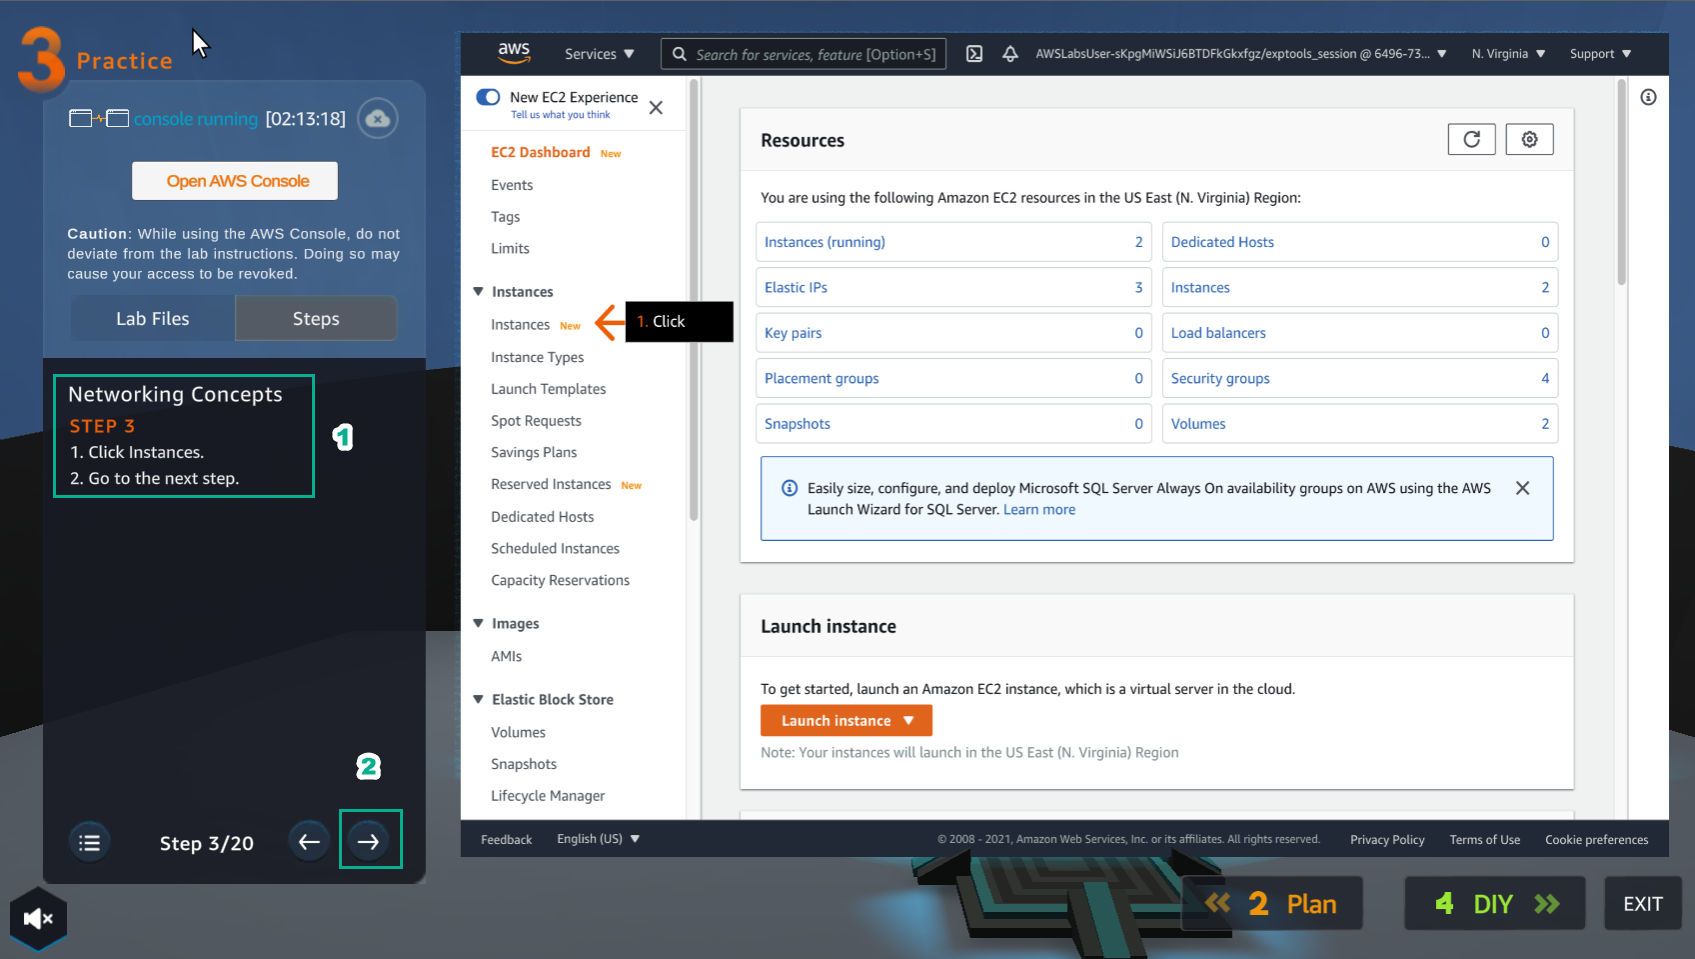 3 Practice
console running [02:13:18]
Open AWS Console
Caution: While using the AWS Console, do not
deviate from the lab instructions. Doing so may
cause your access to be revoked.
Lab Files
Steps
Networking Concepts
STEP 3
1. Click Instances.
2. Go to the next step.
1
2
Step 3/20
aws
Services
Search for services, feature [Option+S]
AWSLabsUser-sKpgMiWSiJ6BTDFkGkxfgz/exptools_session @ 6496-73...
N. Virginia
Support
New EC2 Experience
Tell us what you think
EC2 Dashboard New
Events
Tags
Limits
Instances
Instances New
1. Click
Instance Types
Launch Templates
Spot Requests
Savings Plans
Reserved Instances New
Dedicated Hosts
Scheduled Instances
Capacity Reservations
Images
AMIs
Elastic Block Store
Volumes
Snapshots
Lifecycle Manager
Resources
You are using the following Amazon EC2 resources in the US East (N. Virginia) Region:
Instances (running) 2
Dedicated Hosts 0
Elastic IPs 3
Instances 2
Key pairs 0
Load balancers 0
Placement groups 0
Security groups 4
Snapshots 0
Volumes 2
Easily size, configure, and deploy Microsoft SQL Server Always On availability groups on AWS using the AWS
Launch Wizard for SQL Server. Learn more
Launch instance
To get started, launch an Amazon EC2 instance, which is a virtual server in the cloud.
Launch instance
Note: Your instances will launch in the US East (N. Virginia) Region
Feedback
English (US)
© 2008 - 2021, Amazon Web Services, Inc. or its affiliates. All rights reserved.
Privacy Policy
Terms of Use
Cookie preferences
2 Plan
4 DIY
EXIT